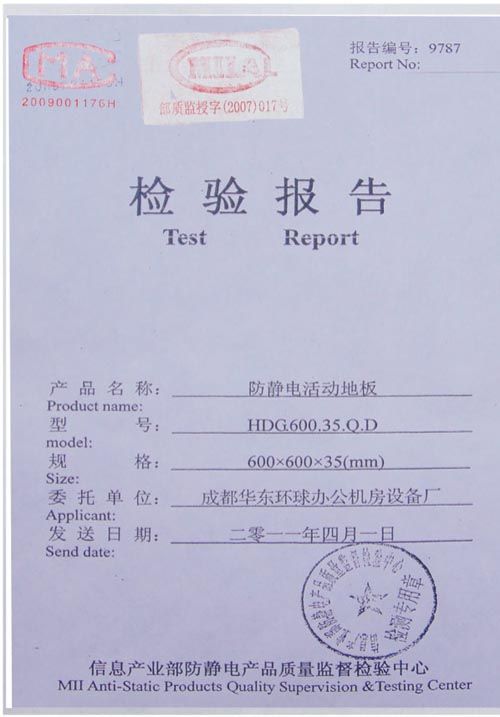 报告编号：9787
Report No:
MA
2009001176H
MIIA
部质监授字(2007)017号
检验报告
Test Report
产品名称： 防静电活动地板
Product name:
型号： HDG.600.35.Q.D
model:
规格： 600×600×35(mm)
Size:
委托单位： 成都华东环球办公机房设备厂
Applicant:
发送日期： 二零一一年四月一日
Send date:
检测专用章
信息产业部防静电产品质量监督检验中心
MII Anti-Static Products Quality Supervision &Testing Center